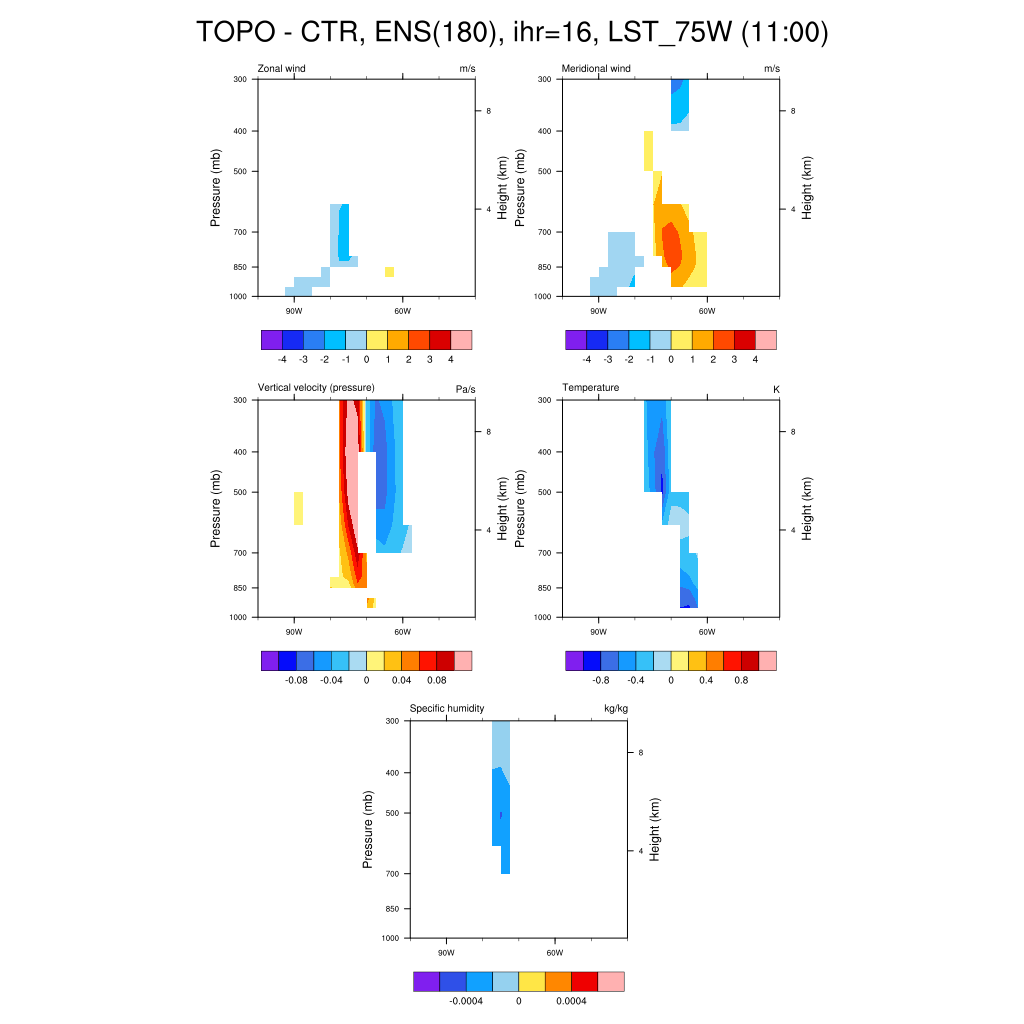 TOPO - CTR, ENS(180), ihr=16, LST_75W (11:00)
Zonal wind m/s
300
400
500
700
850
1000
Pressure (mb)
8
4
Height (km)
90W 60W
-4 -3 -2 -1 0 1 2 3 4
Meridional wind m/s
300
400
500
700
850
1000
Pressure (mb)
8
4
Height (km)
90W 60W
-4 -3 -2 -1 0 1 2 3 4
Vertical velocity (pressure) Pa/s
300
400
500
700
850
1000
Pressure (mb)
8
4
Height (km)
90W 60W
-0.08 -0.04 0 0.04 0.08
Temperature K
300
400
500
700
850
1000
Pressure (mb)
8
4
Height (km)
90W 60W
-0.8 -0.4 0 0.4 0.8
Specific humidity kg/kg
300
400
500
700
850
1000
Pressure (mb)
8
4
Height (km)
90W 60W
-0.0004 0 0.0004